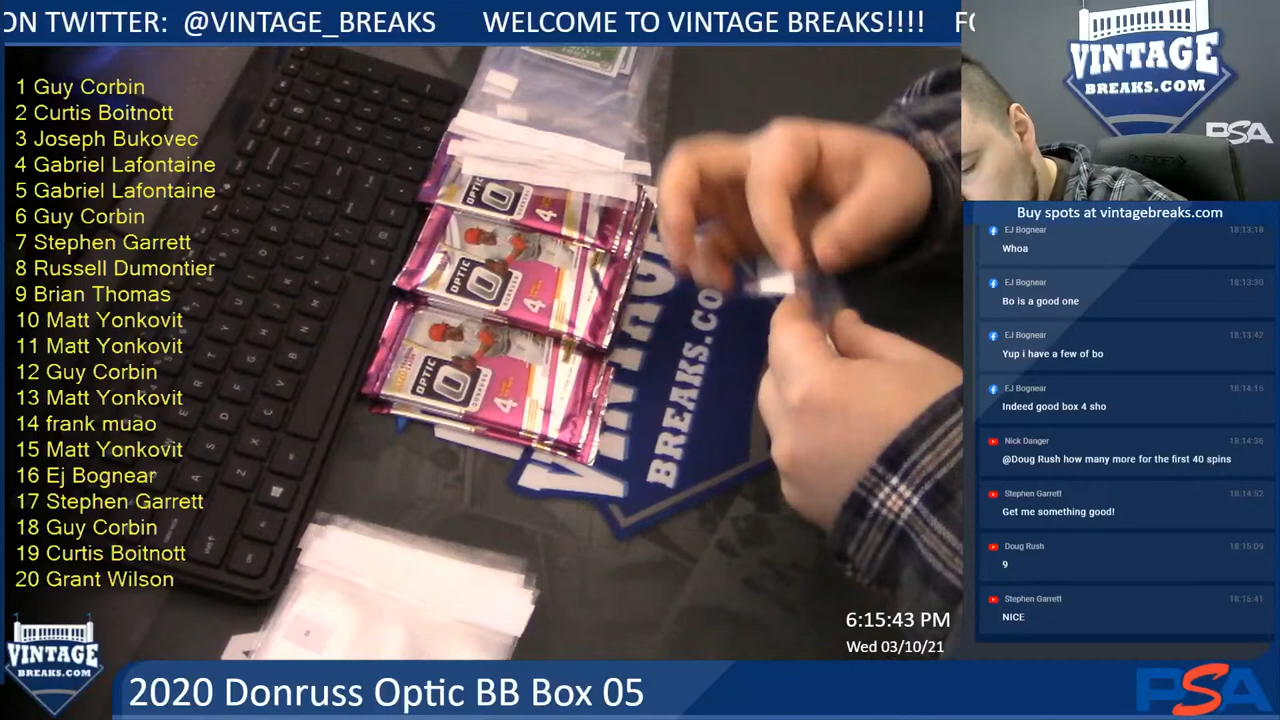 ON TWITTER: @VINTAGE_BREAKS WELCOME TO VINTAGE BREAKS!!!!
1 Guy Corbin
2 Curtis Boitnott
3 Joseph Bukovec
4 Gabriel Lafontaine
5 Gabriel Lafontaine
6 Guy Corbin
7 Stephen Garrett
8 Russell Dumontier
9 Brian Thomas
10 Matt Yonkovit
11 Matt Yonkovit
12 Guy Corbin
13 Matt Yonkovit
14 frank muao
15 Matt Yonkovit
16 Ej Bognear
17 Stephen Garrett
18 Guy Corbin
19 Curtis Boitnott
20 Grant Wilson
OPTIC
4
OPTIC
4
OPTIC
DONRUSS
4
BREAKS.CO
VINTAGE
BREAKS.COM
PSA
Buy spots at vintagebreaks.com
EJ Bognear 18:13:18
Whoa
EJ Bognear 18:13:30
Bo is a good one
EJ Bognear 18:13:42
Yup i have a few of bo
EJ Bognear 18:14:15
Indeed good box 4 sho
Nick Danger 18:14:36
@Doug Rush how many more for the first 40 spins
Stephen Garrett 18:14:52
Get me something good!
Doug Rush 18:15:09
9
Stephen Garrett 18:15:41
NICE
6:15:43 PM
Wed 03/10/21
VINTAGE
BREAKS.COM
2020 Donruss Optic BB Box 05
PSA